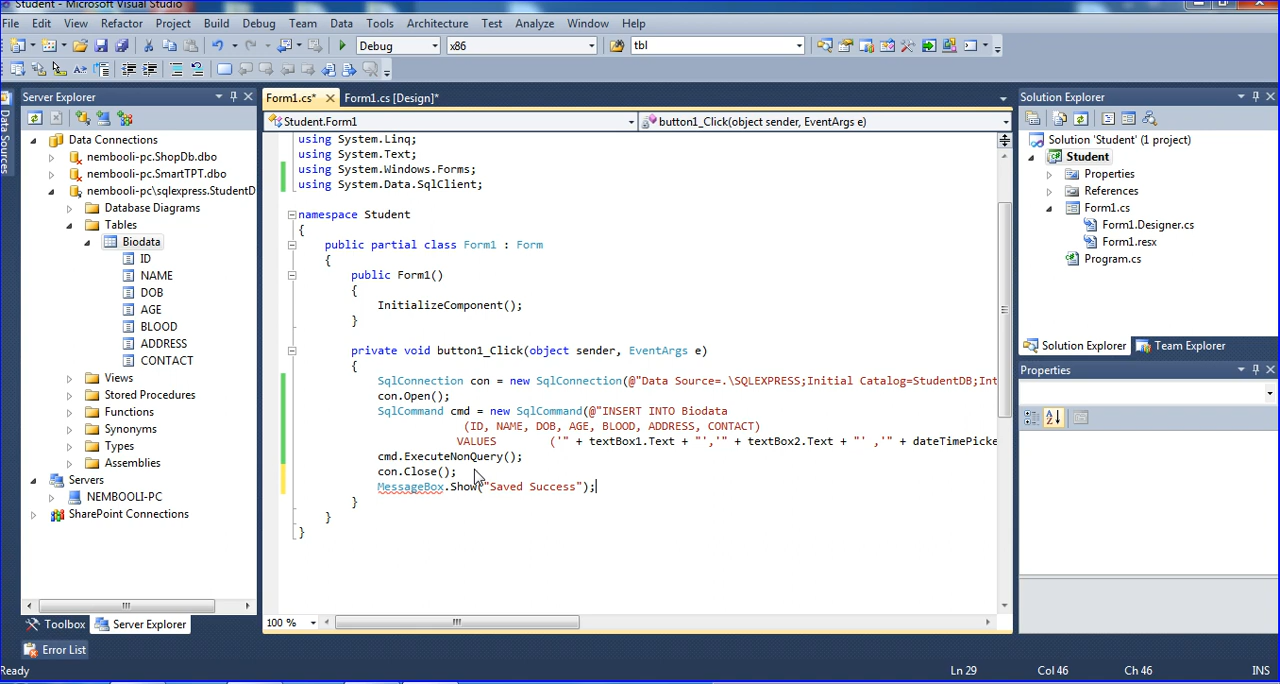 Student - Microsoft Visual Studio
File Edit View Refactor Project Build Debug Team Data Tools Architecture Test Analyze Window Help
Debug x86 tbl
Server Explorer
Form1.cs* Form1.cs [Design]*
Solution Explorer
Student.Form1 button1_Click(object sender, EventArgs e)
Data Sources
Data Connections
nembooli-pc.ShopDb.dbo
nembooli-pc.SmartTPT.dbo
nembooli-pc\sqlexpress.StudentD
Database Diagrams
Tables
Biodata
ID
NAME
DOB
AGE
BLOOD
ADDRESS
CONTACT
Views
Stored Procedures
Functions
Synonyms
Types
Assemblies
Servers
NEMBOOLI-PC
SharePoint Connections
Toolbox Server Explorer
using System.Linq;
using System.Text;
using System.Windows.Forms;
using System.Data.SqlClient;
namespace Student
{
public partial class Form1 : Form
{
public Form1()
{
InitializeComponent();
}
private void button1_Click(object sender, EventArgs e)
{
SqlConnection con = new SqlConnection(@"Data Source=.\SQLEXPRESS;Initial Catalog=StudentDB;Int
con.Open();
SqlCommand cmd = new SqlCommand(@"INSERT INTO Biodata
(ID, NAME, DOB, AGE, BLOOD, ADDRESS, CONTACT)
VALUES ('" + textBox1.Text + "','" + textBox2.Text + "' ,'" + dateTimePicke
cmd.ExecuteNonQuery();
con.Close();
MessageBox.Show("Saved Success");
}
}
}
100 %
Solution 'Student' (1 project)
Student
Properties
References
Form1.cs
Form1.Designer.cs
Form1.resx
Program.cs
Solution Explorer Team Explorer
Properties
Error List
Ready Ln 29 Col 46 Ch 46 INS